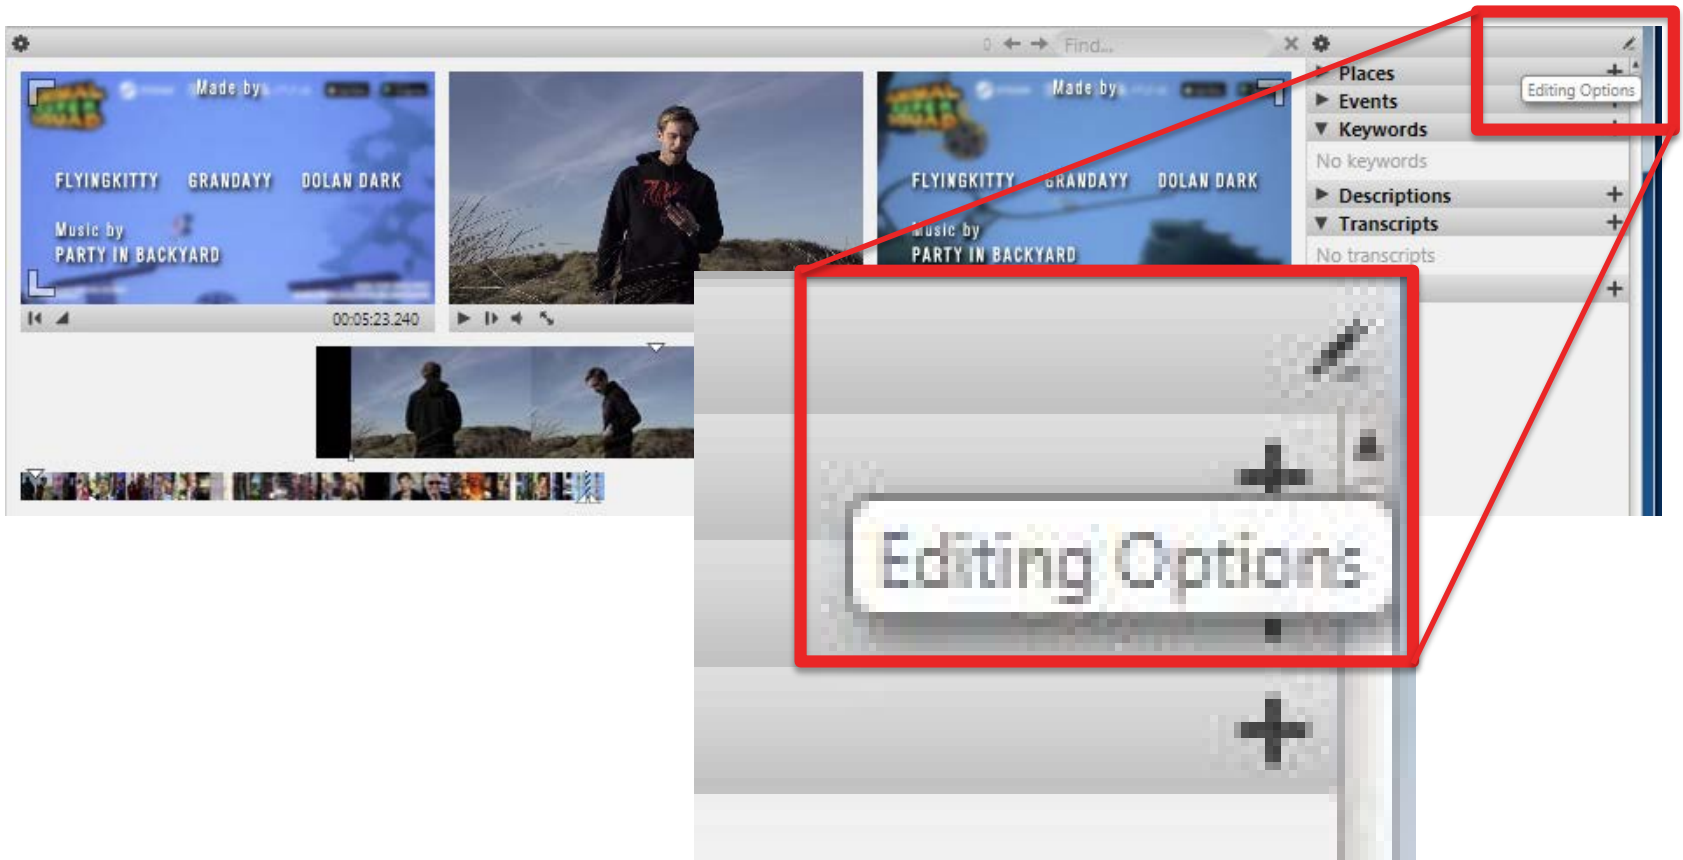 0 Find...
Places
Editing Options
Events
Keywords
No keywords
Descriptions
Transcripts
No transcripts
Made by
FLYINGKITTY GRANDAYY DOLAN DARK
Music by
PARTY IN BACKYARD
00:05:23.240
Made by
FLYINGKITTY GRANDAYY DOLAN DARK
Music by
PARTY IN BACKYARD
Editing Options